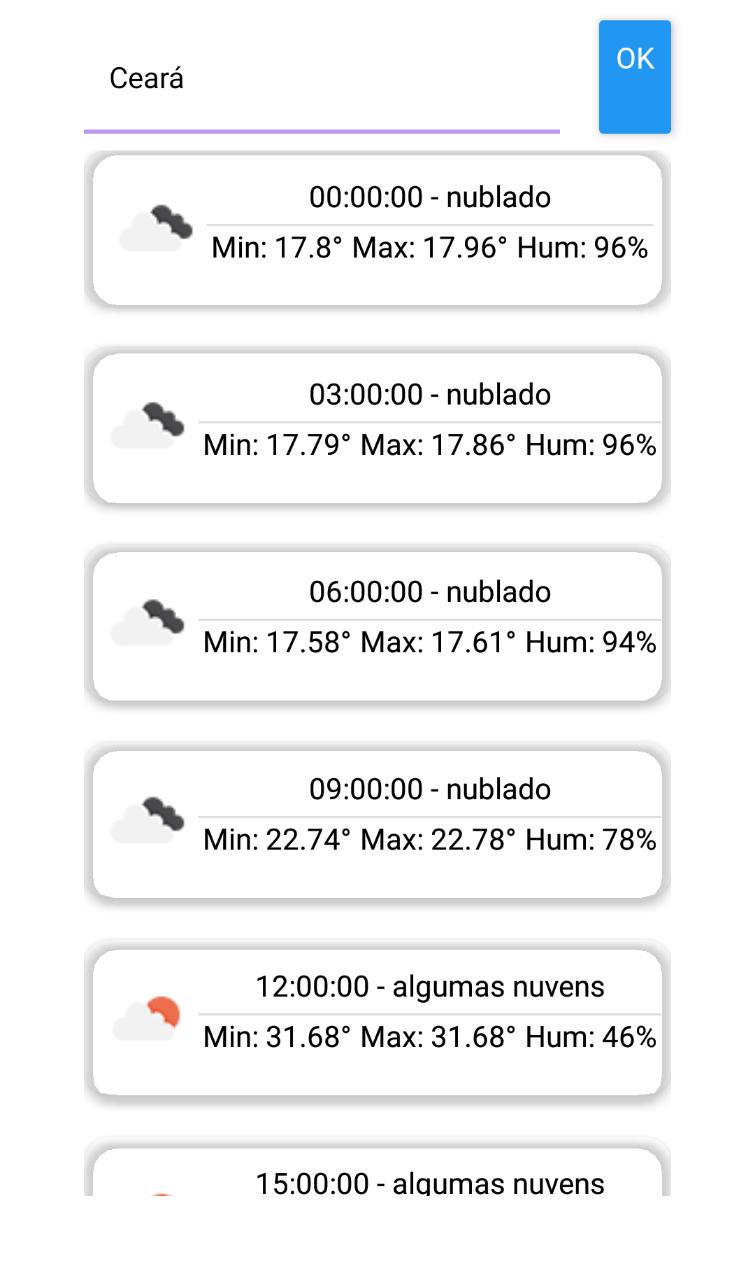 Ceará
OK
00:00:00 - nublado
Min: 17.8° Max: 17.96° Hum: 96%
03:00:00 - nublado
Min: 17.79° Max: 17.86° Hum: 96%
06:00:00 - nublado
Min: 17.58° Max: 17.61° Hum: 94%
09:00:00 - nublado
Min: 22.74° Max: 22.78° Hum: 78%
12:00:00 - algumas nuvens
Min: 31.68° Max: 31.68° Hum: 46%
15:00:00 - algumas nuvens